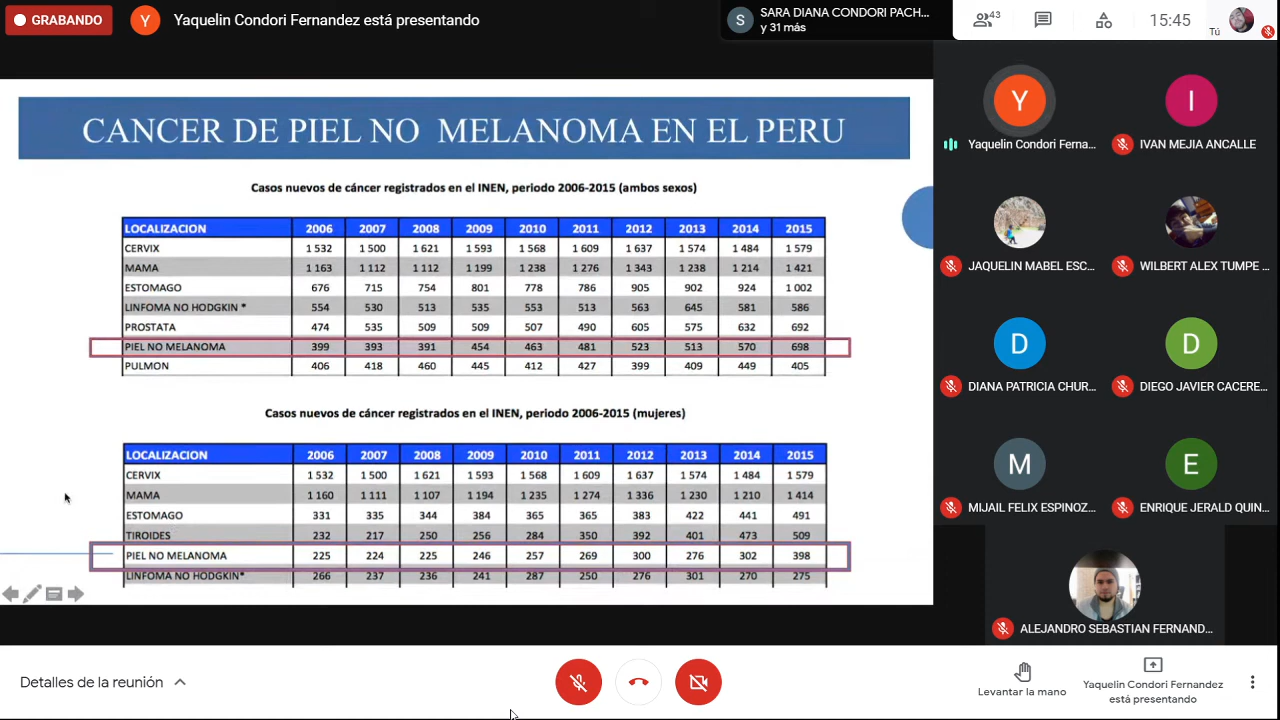 GRABANDO
Y
Yaquelin Condori Fernandez está presentando
S
SARA DIANA CONDORI PACH...
y 31 más
43
15:45
Tú
CANCER DE PIEL NO MELANOMA EN EL PERU
Casos nuevos de cáncer registrados en el INEN, periodo 2006-2015 (ambos sexos)
LOCALIZACION 2006 2007 2008 2009 2010 2011 2012 2013 2014 2015
CERVIX 1 532 1 500 1 621 1 593 1 568 1 609 1 637 1 574 1 484 1 579
MAMA 1 163 1 112 1 112 1 199 1 238 1 276 1 343 1 238 1 214 1 421
ESTOMAGO 676 715 754 801 778 786 905 902 924 1 002
LINFOMA NO HODGKIN * 554 530 513 535 553 513 563 645 581 586
PROSTATA 474 535 509 509 507 490 605 575 632 692
PIEL NO MELANOMA 399 393 391 454 463 481 523 513 570 698
PULMON 406 418 460 445 412 427 399 409 449 405
Casos nuevos de cáncer registrados en el INEN, periodo 2006-2015 (mujeres)
LOCALIZACION 2006 2007 2008 2009 2010 2011 2012 2013 2014 2015
CERVIX 1 532 1 500 1 621 1 593 1 568 1 609 1 637 1 574 1 484 1 579
MAMA 1 160 1 111 1 107 1 194 1 235 1 274 1 336 1 230 1 210 1 414
ESTOMAGO 331 335 344 384 365 365 383 422 441 491
TIROIDES 232 217 250 256 284 350 392 401 473 509
PIEL NO MELANOMA 225 224 225 246 257 269 300 276 302 398
LINFOMA NO HODGKIN* 266 237 236 241 287 250 276 301 270 275
Y
Yaquelin Condori Ferna...
I
IVAN MEJIA ANCALLE
JAQUELIN MABEL ESC...
WILBERT ALEX TUMPE ...
D
DIANA PATRICIA CHUR...
D
DIEGO JAVIER CACERE...
M
MIJAIL FELIX ESPINOZ...
E
ENRIQUE JERALD QUIN...
ALEJANDRO SEBASTIAN FERNAND...
Detalles de la reunión
Levantar la mano
Yaquelin Condori Fernandez
está presentando